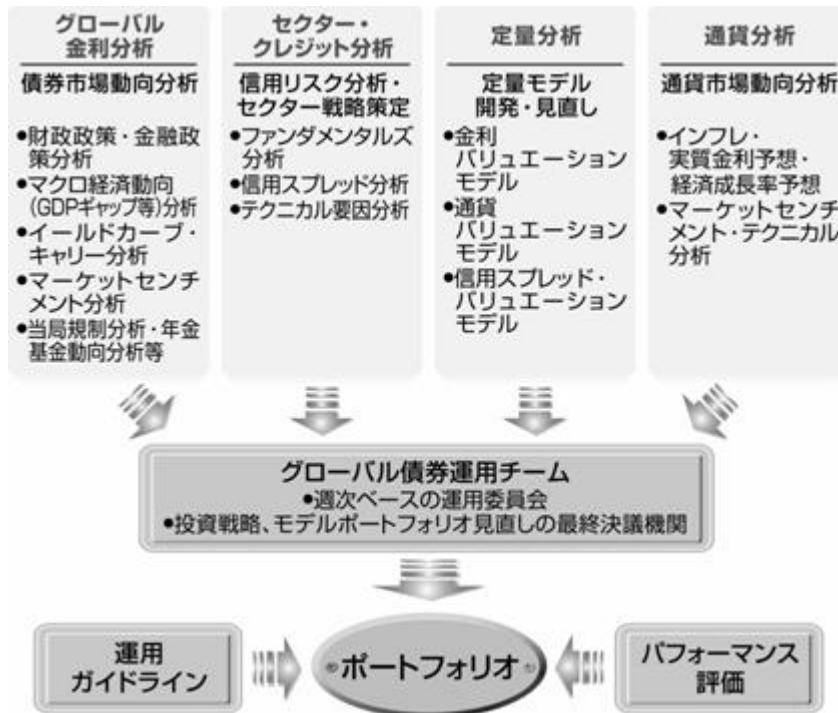 グローバル
金利分析
債券市場動向分析
●財政政策・金融政
策分析
●マクロ経済動向
(GDPギャップ等)分析
●イールドカーブ・
キャリー分析
●マーケットセンチ
メント分析
●当局規制分析・年金
基金動向分析等
セクター・
クレジット分析
信用リスク分析・
セクター戦略策定
●ファンダメンタルズ
分析
●信用スプレッド分析
●テクニカル要因分析
定量分析
定量モデル
開発・見直し
●金利
バリュエーション
モデル
●通貨
バリュエーション
モデル
●信用スプレッド・
バリュエーション
モデル
通貨分析
通貨市場動向分析
●インフレ・
実質金利予想・
経済成長率予想
●マーケットセンチ
メント・テクニカル
分析
グローバル債券運用チーム
●週次ベースの運用委員会
●投資戦略、モデルポートフォリオ見直しの最終決議機関
運用
ガイドライン
ポートフォリオ
パフォーマンス
評価